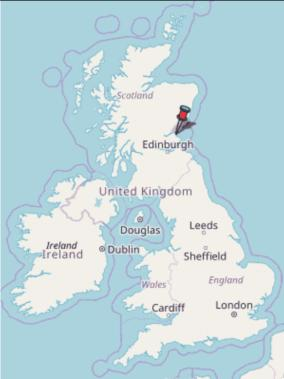 Scotland
Edinburgh
United Kingdom
Douglas
Leeds
Ireland
Ireland
Dublin
Sheffield
England
Wales
Cardiff
London